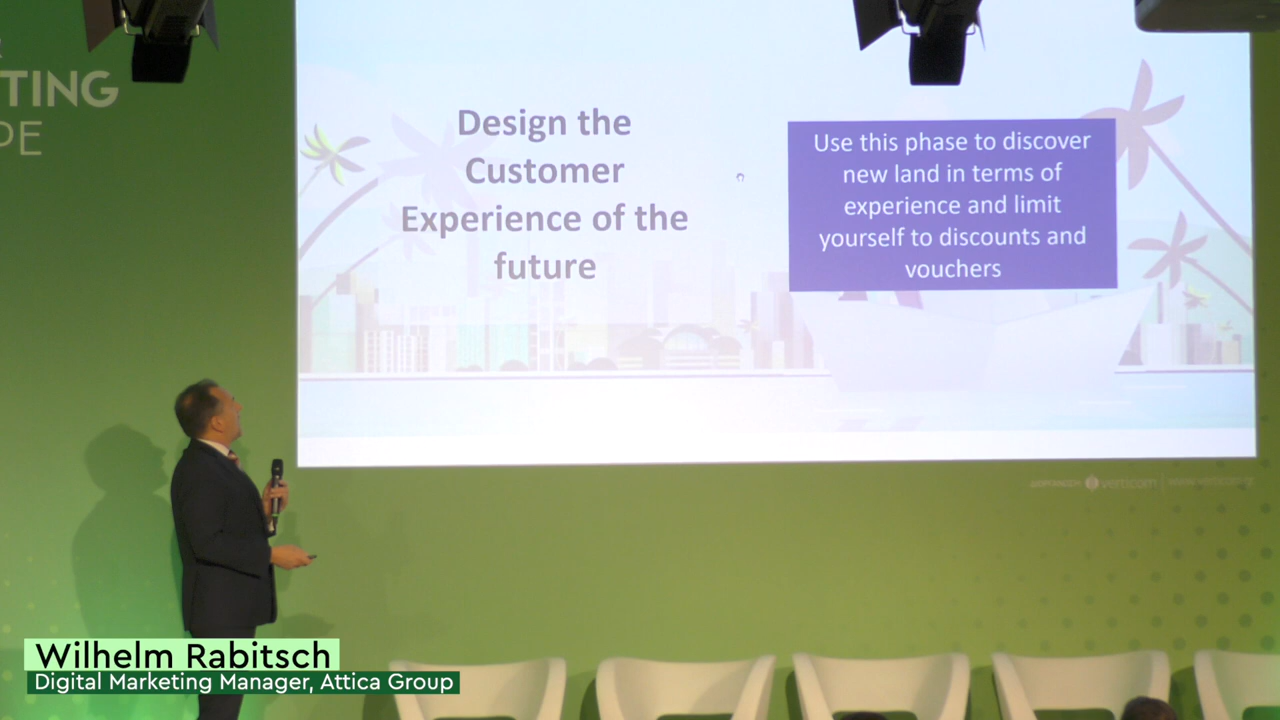 TING
Design the
Customer
Experience of the
future
Use this phase to discover
new land in terms of
experience and limit
yourself to discounts and
vouchers
verticom
Wilhelm Rabitsch
Digital Marketing Manager, Attica Group